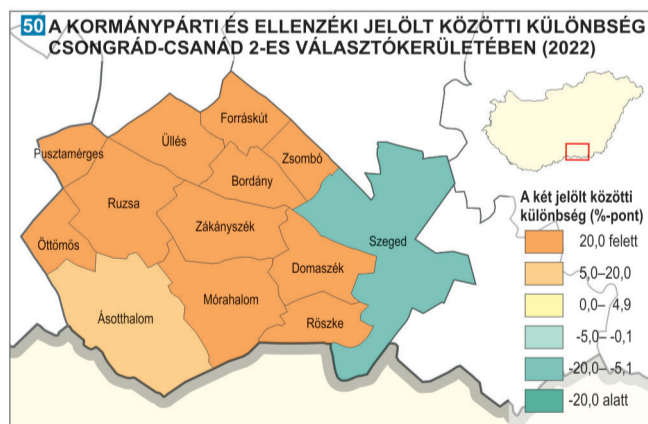 50 A KORMÁNYPÁRTI ÉS ELLENZÉKI JELÖLT KÖZÖTTI KÜLÖNBSÉG
CSONGRÁD-CSANÁD 2-ES VÁLASZTÓKERÜLETÉBEN (2022)
Forráskút
Üllés
Pusztamérges
Zsombó
Bordány
Ruzsa
Zákányszék
Szeged
Öttömös
Domaszék
Mórahalom
Ásotthalom
Röszke
A két jelölt közötti
különbség (%-pont)
20,0 felett
5,0–20,0
0,0– 4,9
-5,0– -0,1
-20,0– -5,1
-20,0 alatt